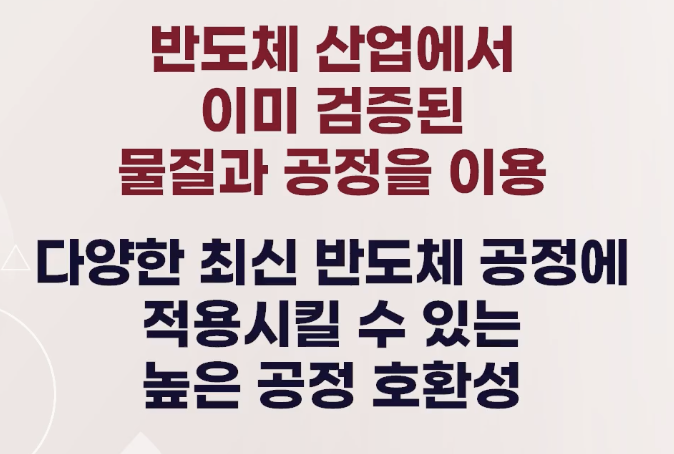 반도체 산업에서
이미 검증된
물질과 공정을 이용
다양한 최신 반도체 공정에
적용시킬 수 있는
높은 공정 호환성